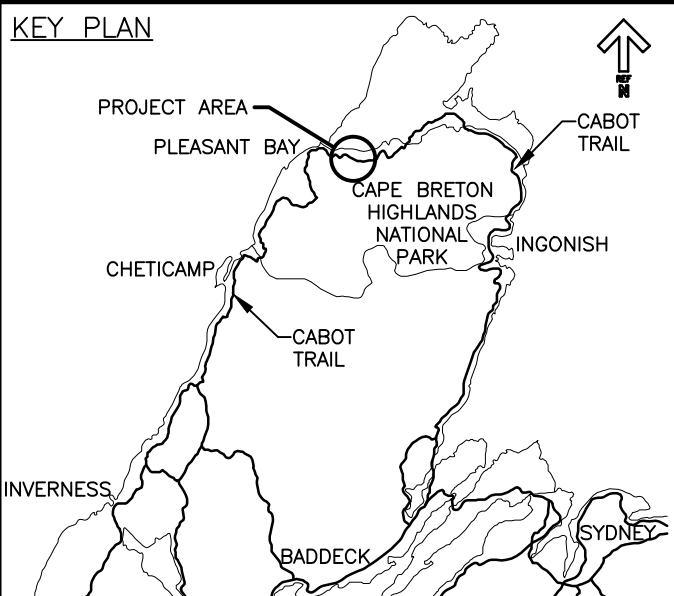 KEY PLAN
REF
N
PROJECT AREA
CABOT
TRAIL
PLEASANT BAY
CAPE BRETON
HIGHLANDS
NATIONAL
PARK
INGONISH
CHETICAMP
CABOT
TRAIL
INVERNESS
SYDNEY
BADDECK